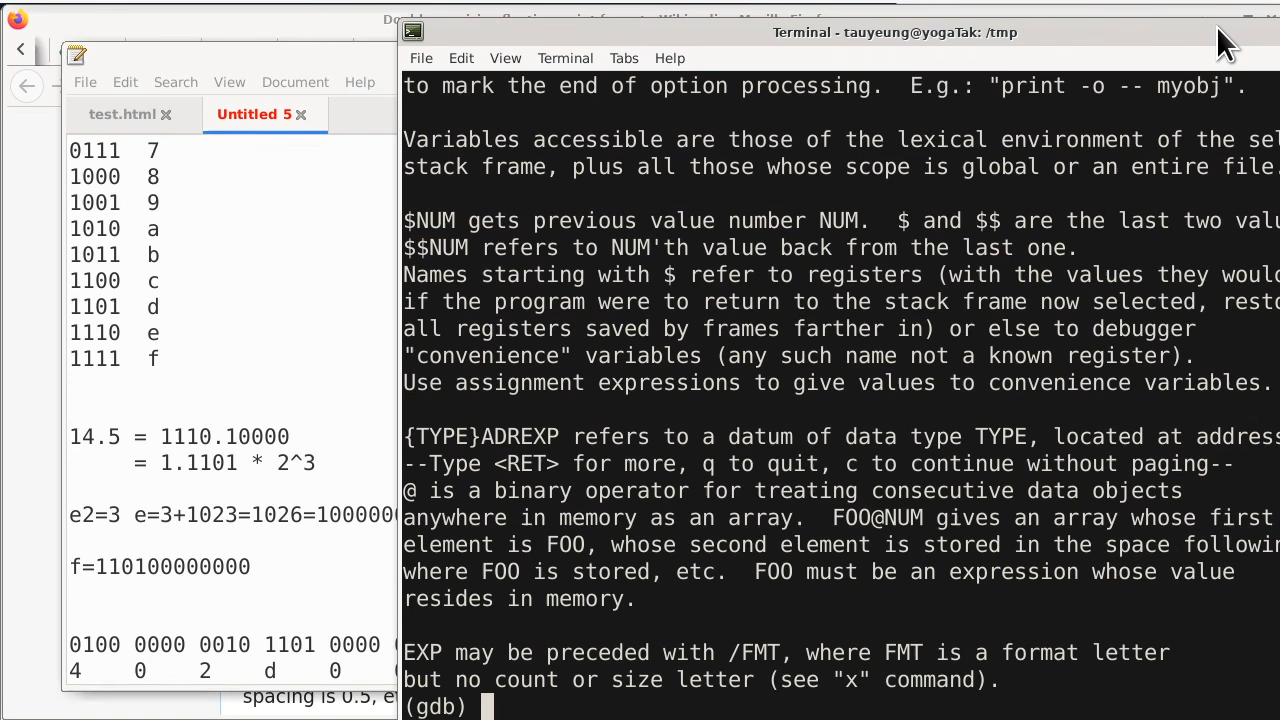 Terminal - tauyeung@yogaTak: /tmp
File Edit View Terminal Tabs Help
File Edit Search View Document Help
test.html
Untitled 5
0111 7
1000 8
1001 9
1010 a
1011 b
1100 c
1101 d
1110 e
1111 f
14.5 = 1110.10000
= 1.1101 * 2^3
e2=3 e=3+1023=1026=1000000
f=110100000000
0100 0000 0010 1101 0000
4 0 2 d 0
spacing is 0.5,
to mark the end of option processing. E.g.: "print -o -- myobj".
Variables accessible are those of the lexical environment of the se
stack frame, plus all those whose scope is global or an entire file.
$NUM gets previous value number NUM. $ and $$ are the last two valu
$$NUM refers to NUM'th value back from the last one.
Names starting with $ refer to registers (with the values they would
if the program were to return to the stack frame now selected, resto
all registers saved by frames farther in) or else to debugger
"convenience" variables (any such name not a known register).
Use assignment expressions to give values to convenience variables.
{TYPE}ADREXP refers to a datum of data type TYPE, located at address
--Type <RET> for more, q to quit, c to continue without paging--
@ is a binary operator for treating consecutive data objects
anywhere in memory as an array. FOO@NUM gives an array whose first
element is FOO, whose second element is stored in the space followin
where FOO is stored, etc. FOO must be an expression whose value
resides in memory.
EXP may be preceded with /FMT, where FMT is a format letter
but no count or size letter (see "x" command).
(gdb)